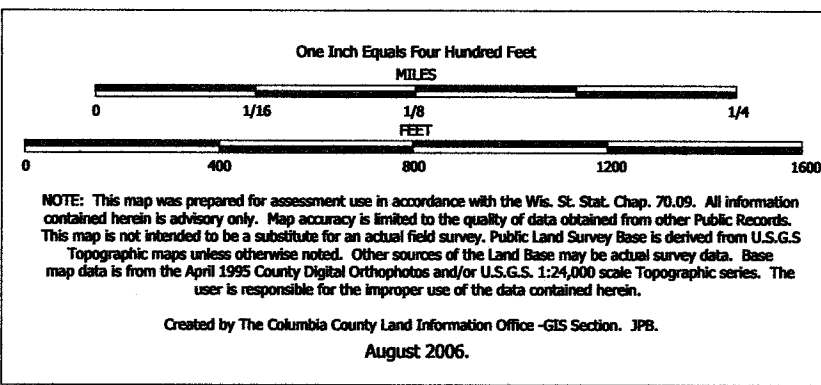 One Inch Equals Four Hundred Feet
MILES
0 1/16 1/8 1/4
FEET
0 400 800 1200 1600
NOTE: This map was prepared for assessment use in accordance with the Wis. St. Stat. Chap. 70.09. All information
contained herein is advisory only. Map accuracy is limited to the quality of data obtained from other Public Records.
This map is not intended to be a substitute for an actual field survey. Public Land Survey Base is derived from U.S.G.S
Topographic maps unless otherwise noted. Other sources of the Land Base may be actual survey data. Base
map data is from the April 1995 County Digital Orthophotos and/or U.S.G.S. 1:24,000 scale Topographic series. The
user is responsible for the improper use of the data contained herein.
Created by The Columbia County Land Information Office -GIS Section. JPB.
August 2006.